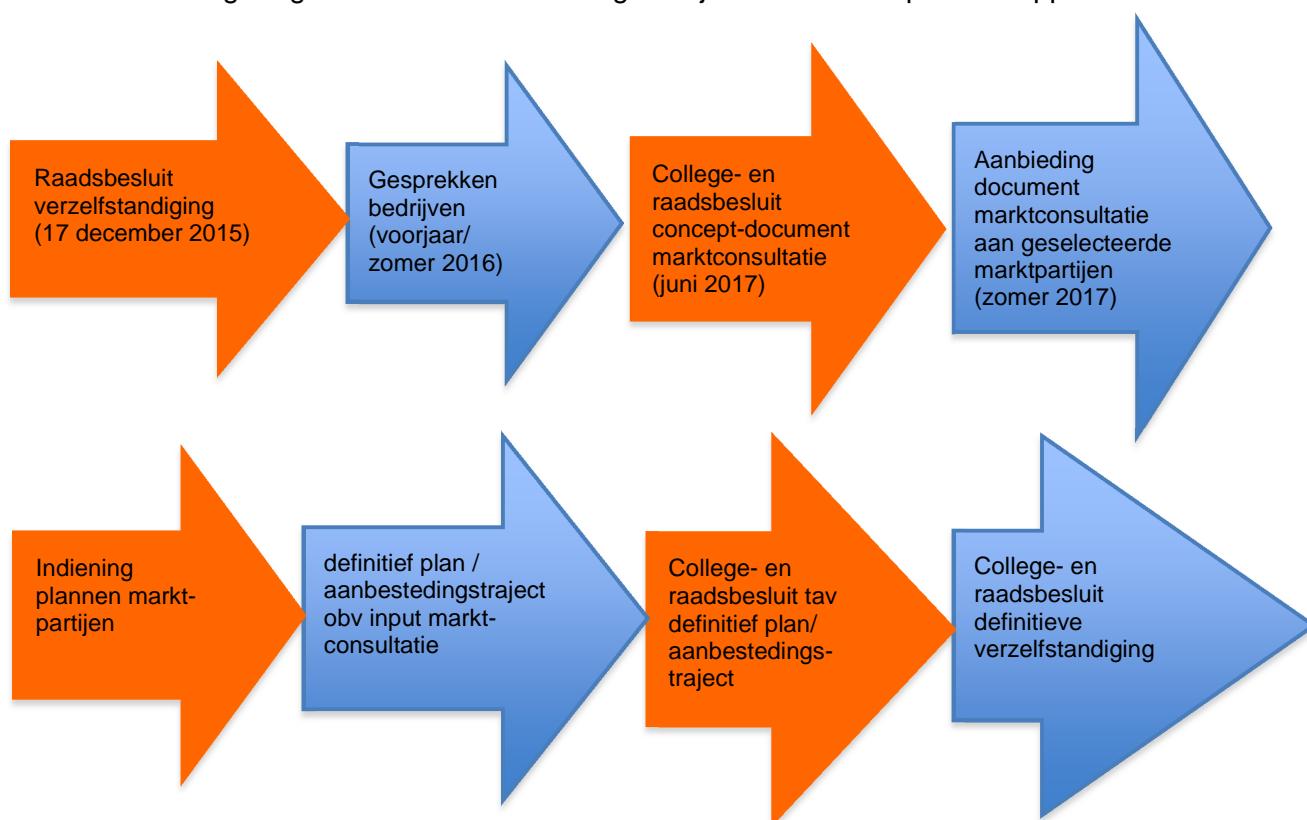 Raadsbesluit
verzelfstandiging
(17 december 2015)
Gesprekken
bedrijven
(voorjaar/
zomer 2016)
College- en
raadsbesluit
concept-document
marktconsultatie
(juni 2017)
Aanbieding
document
marktconsultatie
aan geselecteerde
marktpartijen
(zomer 2017)
Indiening
plannen markt-
partijen
definitief plan /
aanbestedingstraject
obv input markt-
consultatie
College- en
raadsbesluit tav
definitief plan/
aanbestedings-
traject
College- en
raadsbesluit
definitieve
verzelfstandiging